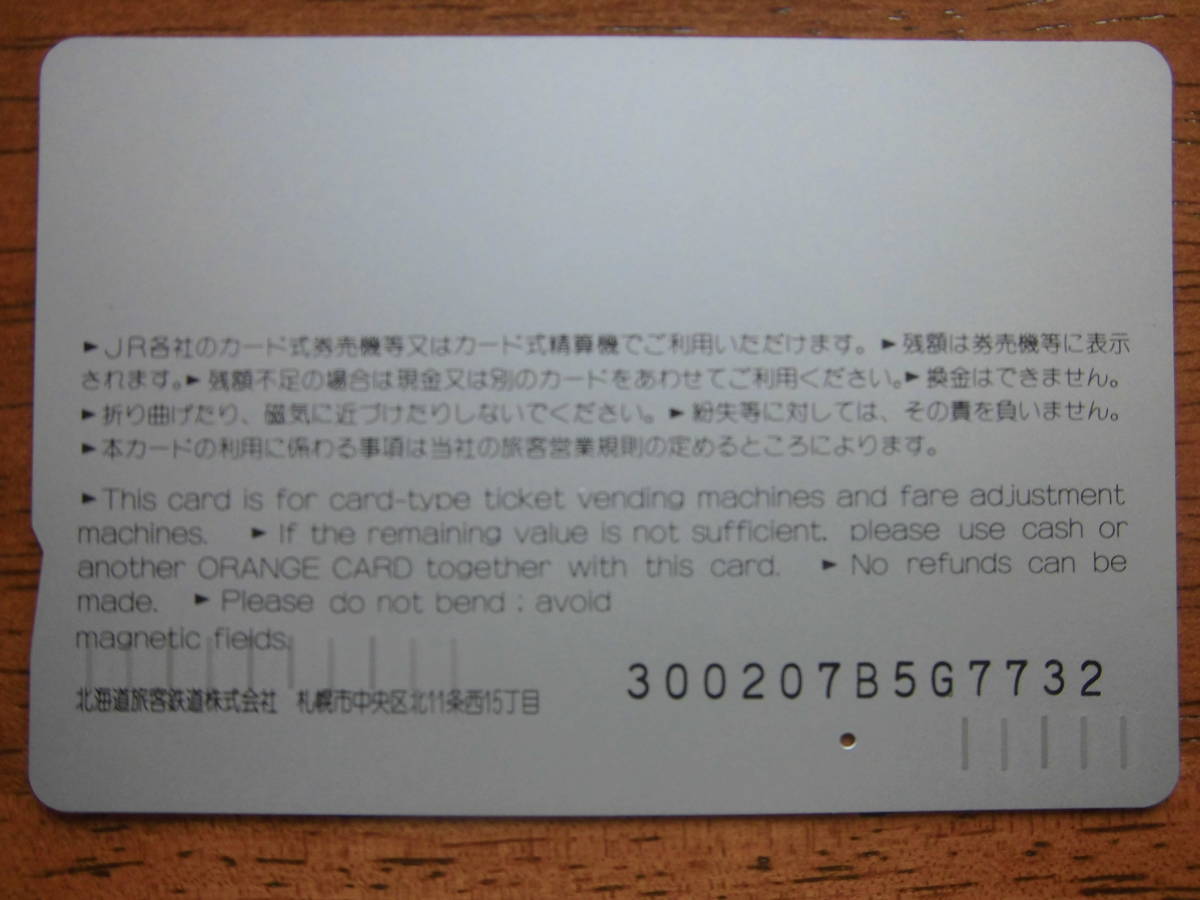 ►JR各社のカード式券売機等又はカード式精算機でご利用いただけます。►残額は券売機等に表示
されます。►残額不足の場合は現金又は別のカードをあわせてご利用ください。►換金はできません。
►折り曲げたり、磁気に近づけたりしないでください。►紛失等に対しては、その責を負いません。
►本カードの利用に係わる事項は当社の旅客営業規則の定めるところによります。
►This card is for card-type ticket vending machines and fare adjustment
machines. ►If the remaining value is not sufficient, please use cash or
another ORANGE CARD together with this card. ►No refunds can be
made. ►Please do not bend : avoid
magnetic fields.
300207B5G7732
北海道旅客鉄道株式会社 札幌市中央区北11条西15丁目